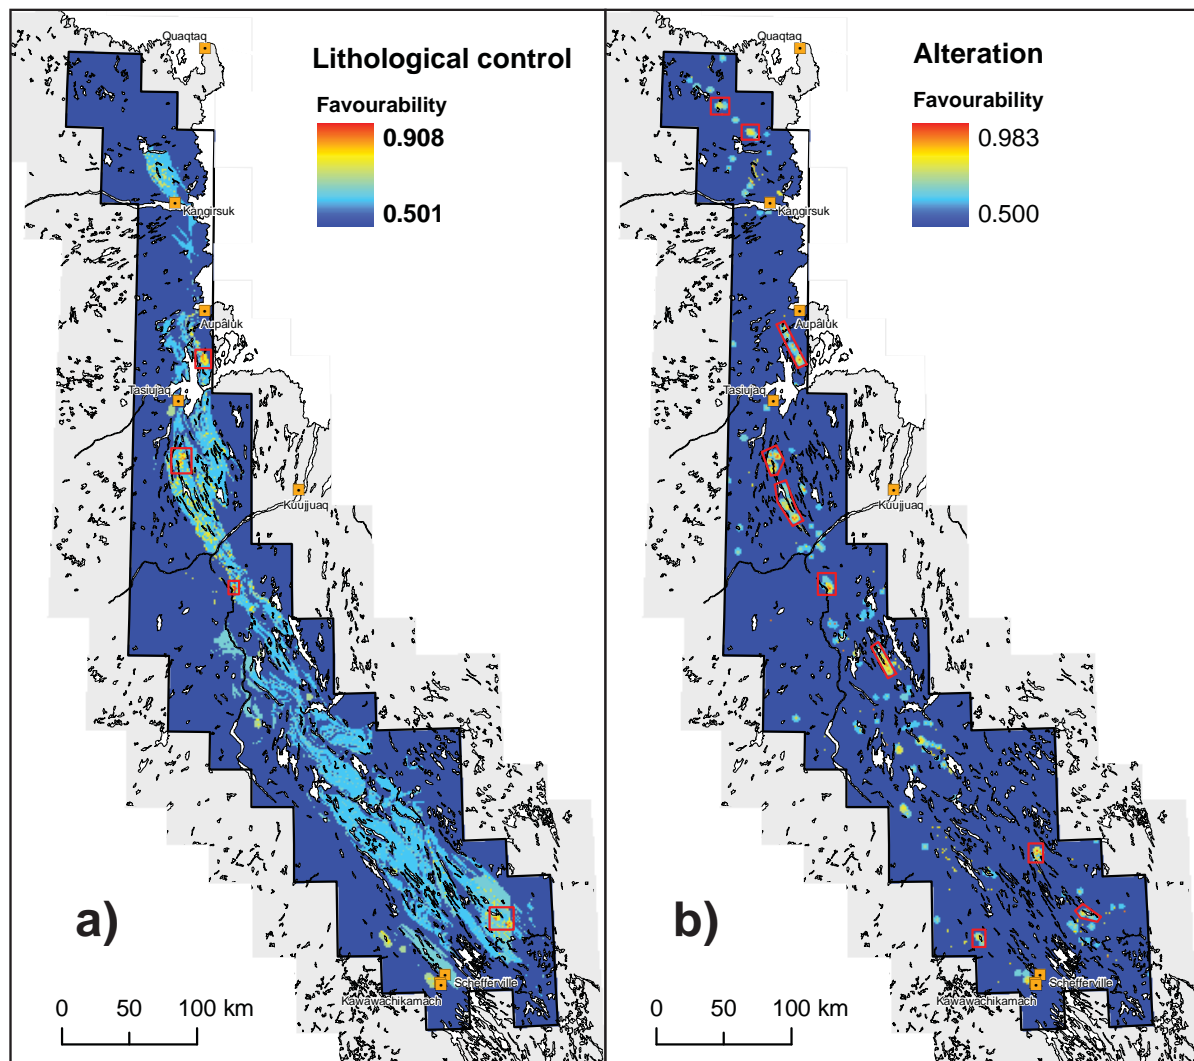 Quaqtaq
Lithological control
Favourability
0.908
0.501
Kangirsuk
Aupaluk
Tasiujaq
Kuujjuaq
a)
Schefferville
Kawawachikamach
0 50 100 km
Quaqtaq
Alteration
Favourability
0.983
0.500
Kangirsuk
Aupaluk
Tasiujaq
Kuujjuaq
b)
Schefferville
Kawawachikamach
0 50 100 km